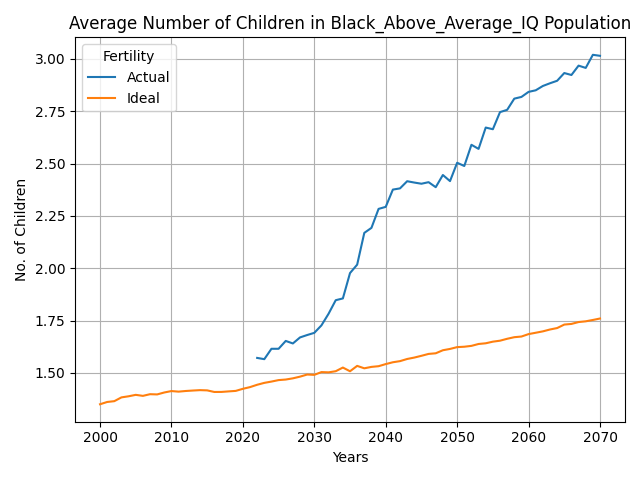 Average Number of Children in Black_Above_Average_IQ Population
Fertility
Actual
Ideal
3.00
2.75
2.50
2.25
2.00
1.75
1.50
No. of Children
2000 2010 2020 2030 2040 2050 2060 2070
Years